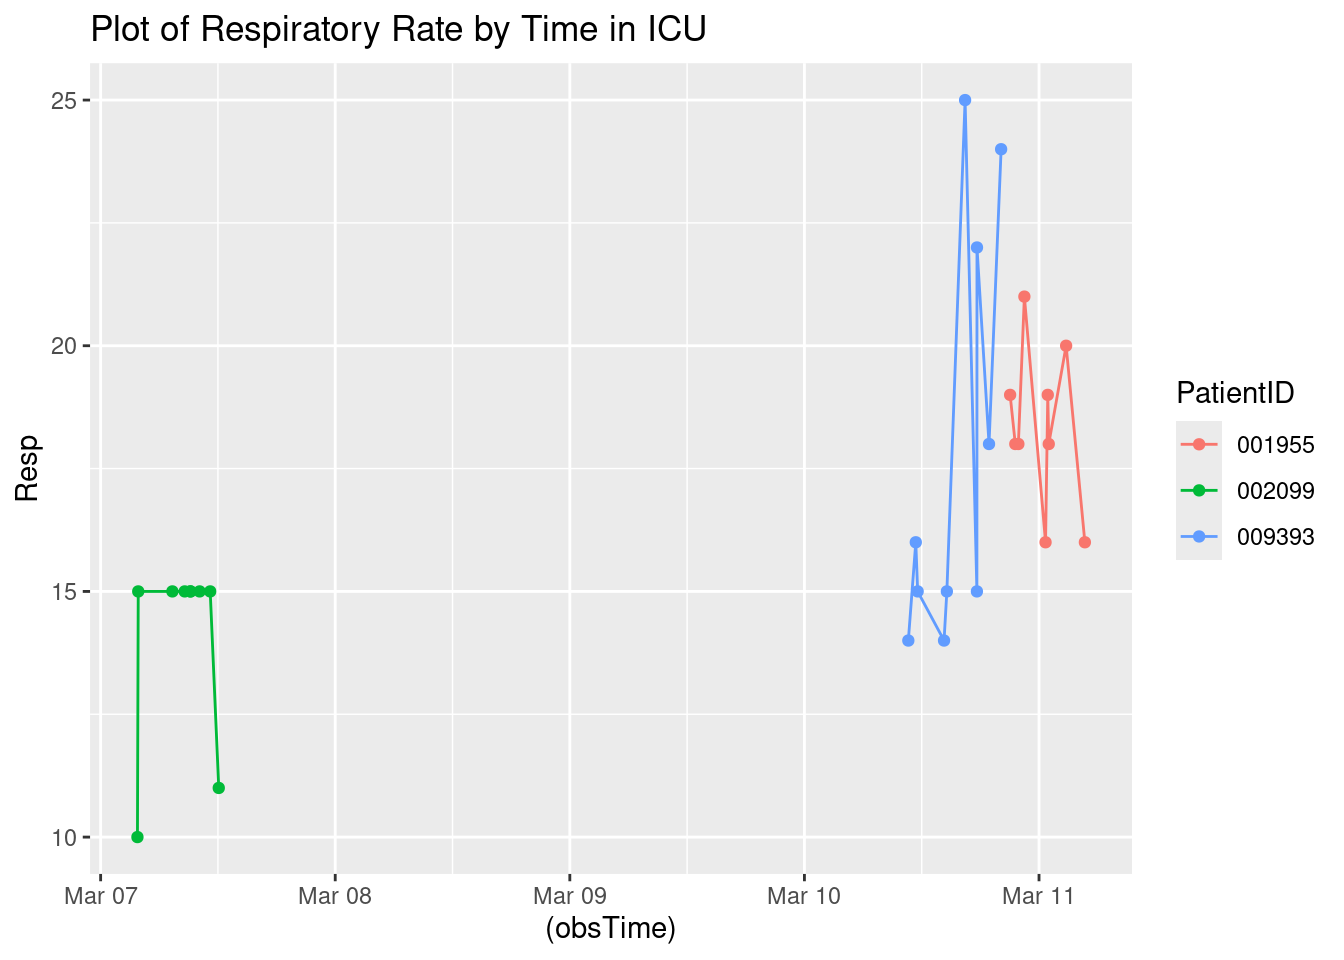 Plot of Respiratory Rate by Time in ICU
25
20
15
10
Resp
Mar 07
Mar 08
Mar 09
Mar 10
Mar 11
(obsTime)
PatientID
001955
002099
009393